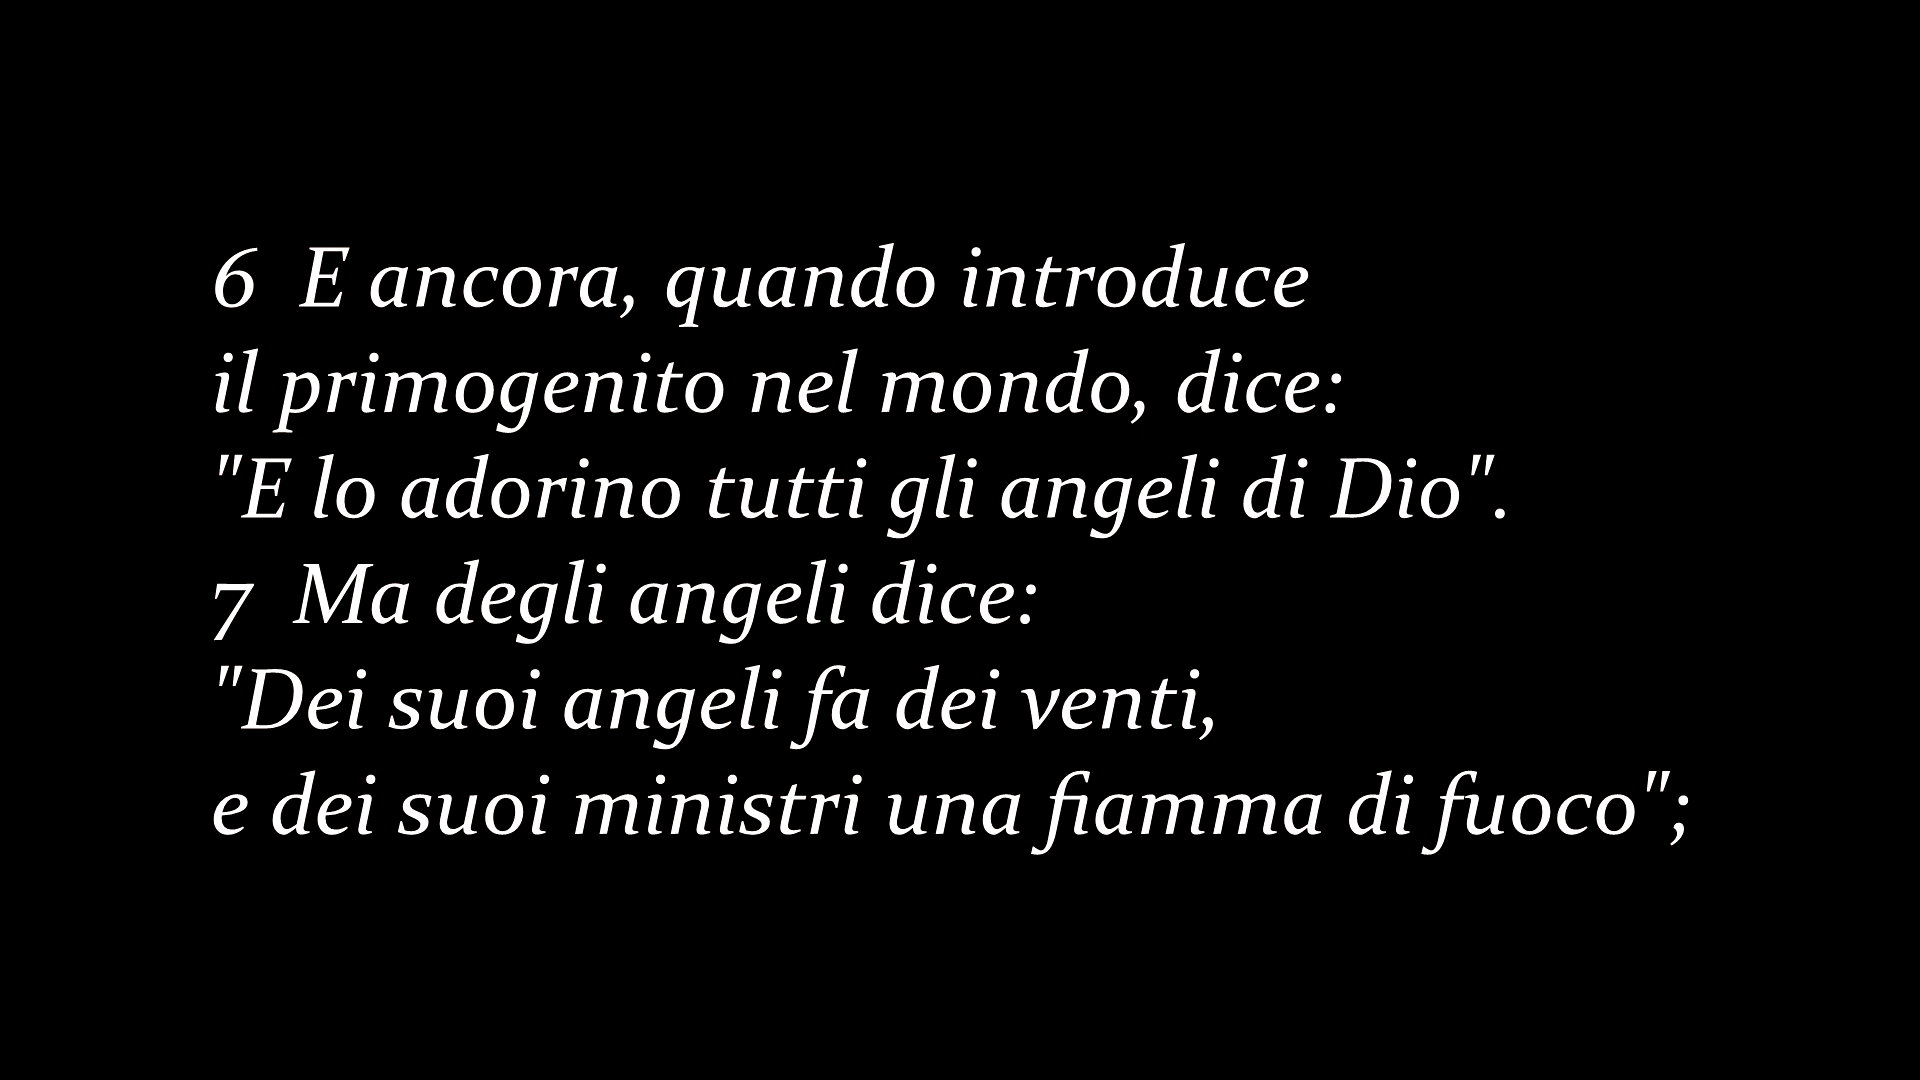 6 E ancora, quando introduce
il primogenito nel mondo, dice:
"E lo adorino tutti gli angeli di Dio".
7 Ma degli angeli dice:
"Dei suoi angeli fa dei venti,
e dei suoi ministri una fiamma di fuoco";